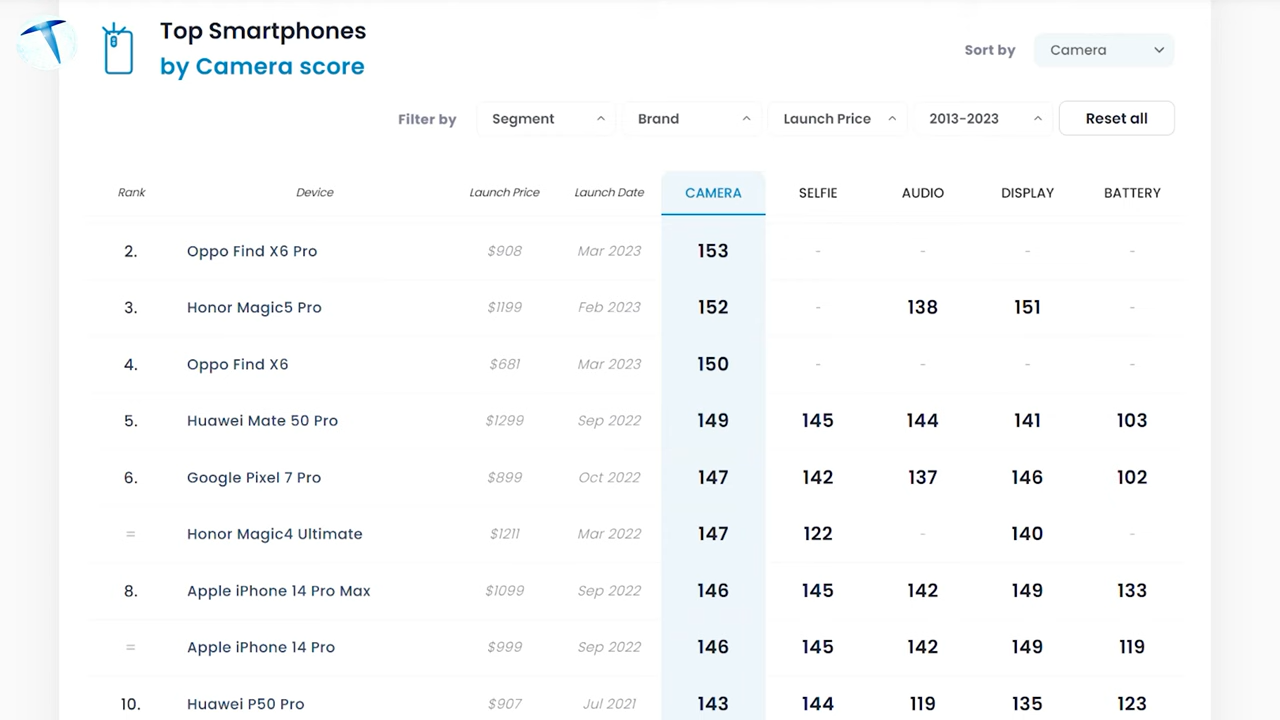 Top Smartphones
by Camera score
Sort by Camera
Filter by Segment Brand Launch Price 2013-2023 Reset all
Rank Device Launch Price Launch Date CAMERA SELFIE AUDIO DISPLAY BATTERY
2. Oppo Find X6 Pro $908 Mar 2023 153 - - - -
3. Honor Magic5 Pro $1199 Feb 2023 152 - 138 151 -
4. Oppo Find X6 $681 Mar 2023 150 - - - -
5. Huawei Mate 50 Pro $1299 Sep 2022 149 145 144 141 103
6. Google Pixel 7 Pro $899 Oct 2022 147 142 137 146 102
= Honor Magic4 Ultimate $1211 Mar 2022 147 122 - 140 -
8. Apple iPhone 14 Pro Max $1099 Sep 2022 146 145 142 149 133
= Apple iPhone 14 Pro $999 Sep 2022 146 145 142 149 119
10. Huawei P50 Pro $907 Jul 2021 143 144 119 135 123